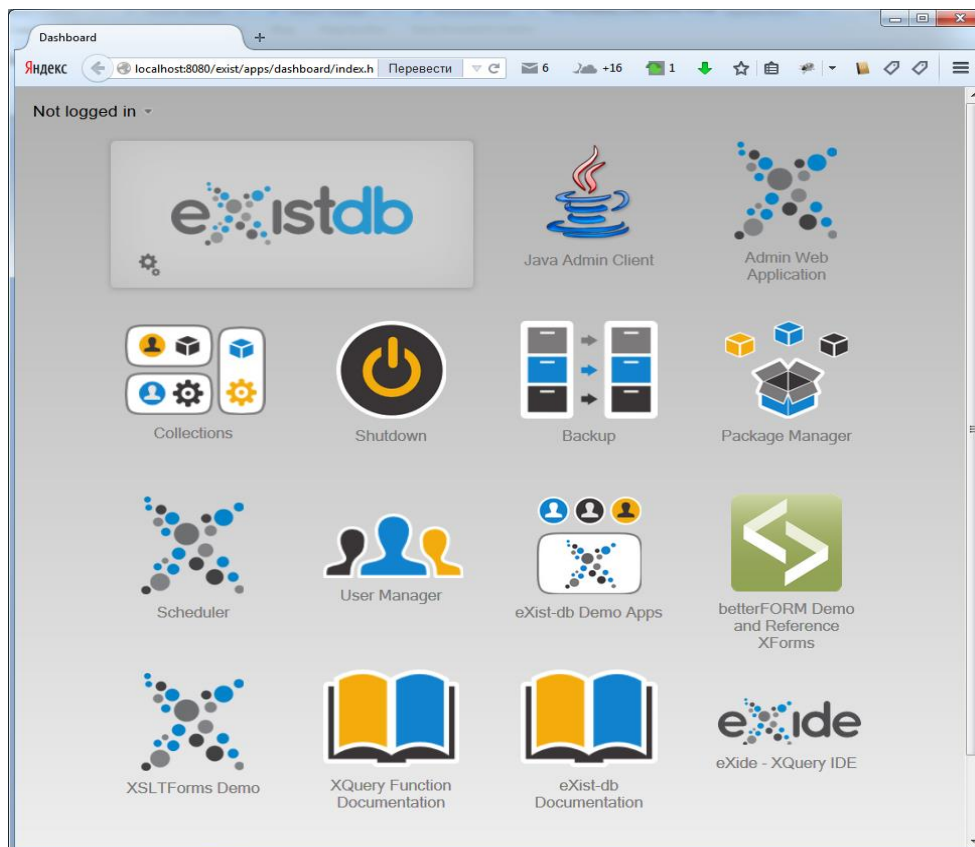 Dashboard
+
Яндекс
localhost:8080/exist/apps/dashboard/index.h
Перевести
6
+16
1
Not logged in
eXistdb
Java Admin Client
Admin Web
Application
Collections
Shutdown
Backup
Package Manager
Scheduler
User Manager
eXist-db Demo Apps
betterFORM Demo
and Reference
XForms
XSLTForms Demo
XQuery Function
Documentation
eXist-db
Documentation
eXide
eXide - XQuery IDE